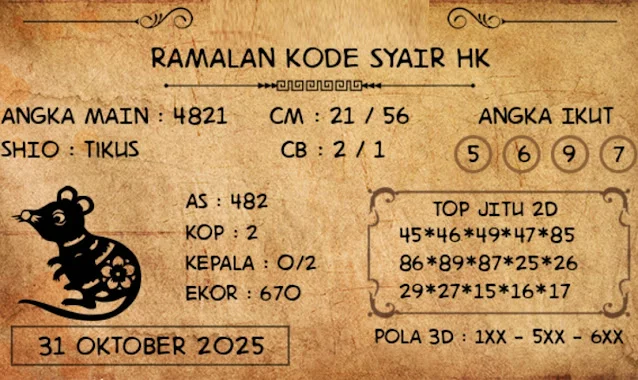 RAMALAN KODE SYAIR HK
ANGKA MAIN : 4821
CM : 21 / 56
ANGKA IKUT
SHIO : TIKUS
CB : 2 / 1
5 6 9 7
AS : 482
KOP : 2
KEPALA : 0/2
EKOR : 670
TOP JITU 2D
45*46*49*47*85
86*89*87*25*26
29*27*15*16*17
31 OKTOBER 2025
POLA 3D : 1XX - 5XX - 6XX